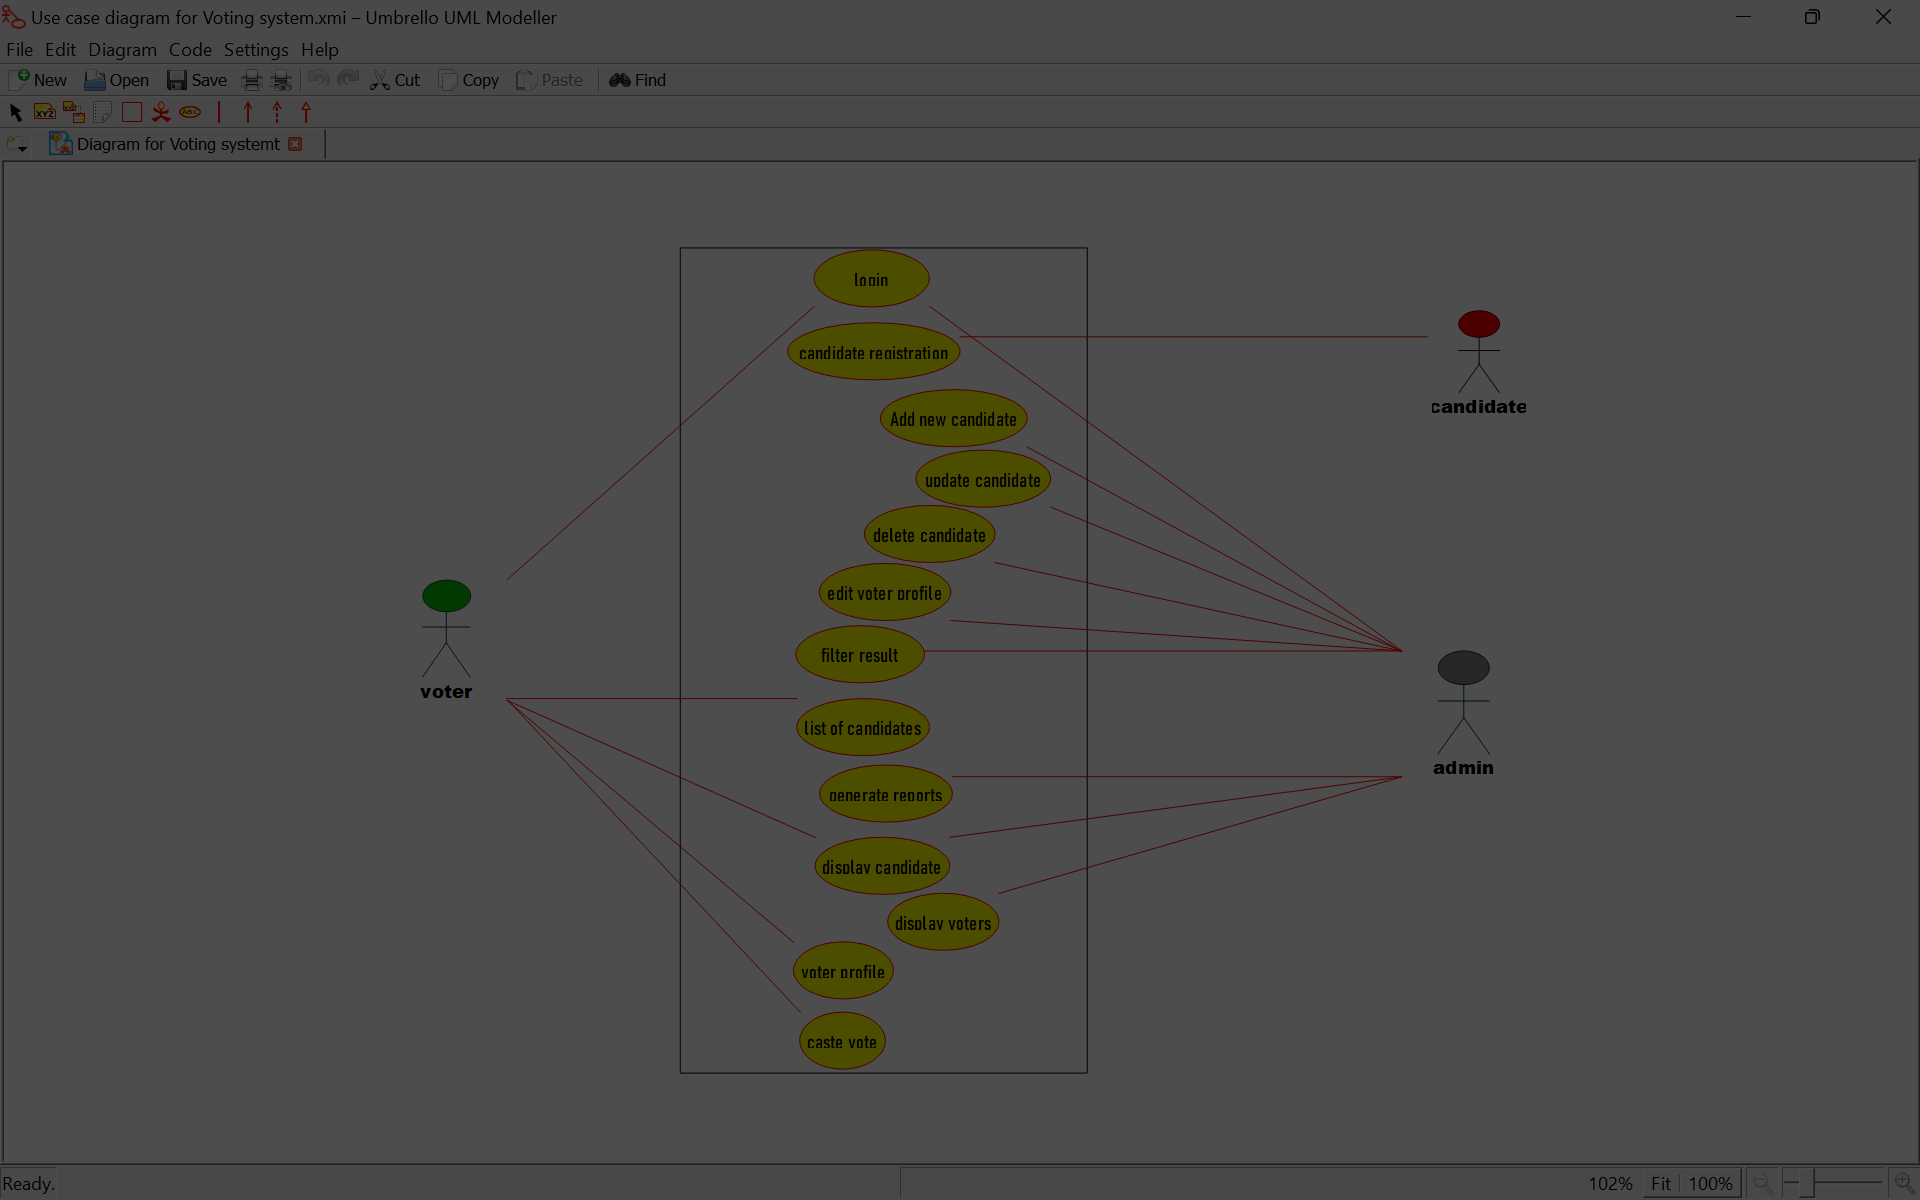 Use case diagram for Voting system.xmi – Umbrello UML Modeller
File Edit Diagram Code Settings Help
New Open Save Cut Copy Paste Find
XYZ ABC
Diagram for Voting systemt
login
candidate registration
candidate
Add new candidate
update candidate
delete candidate
edit voter profile
filter result
voter
list of candidates
admin
generate reports
display candidate
display voters
voter profile
caste vote
Ready.
102% Fit 100%